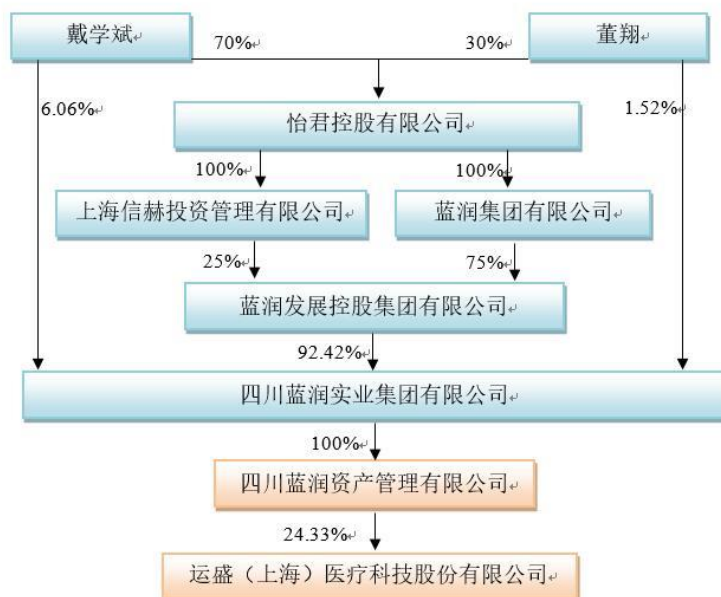 戴学斌
70%
30%
董翔
6.06%
1.52%
怡君控股有限公司
100%
100%
上海信赫投资管理有限公司
蓝润集团有限公司
25%
75%
蓝润发展控股集团有限公司
92.42%
四川蓝润实业集团有限公司
100%
四川蓝润资产管理有限公司
24.33%
运盛（上海）医疗科技股份有限公司